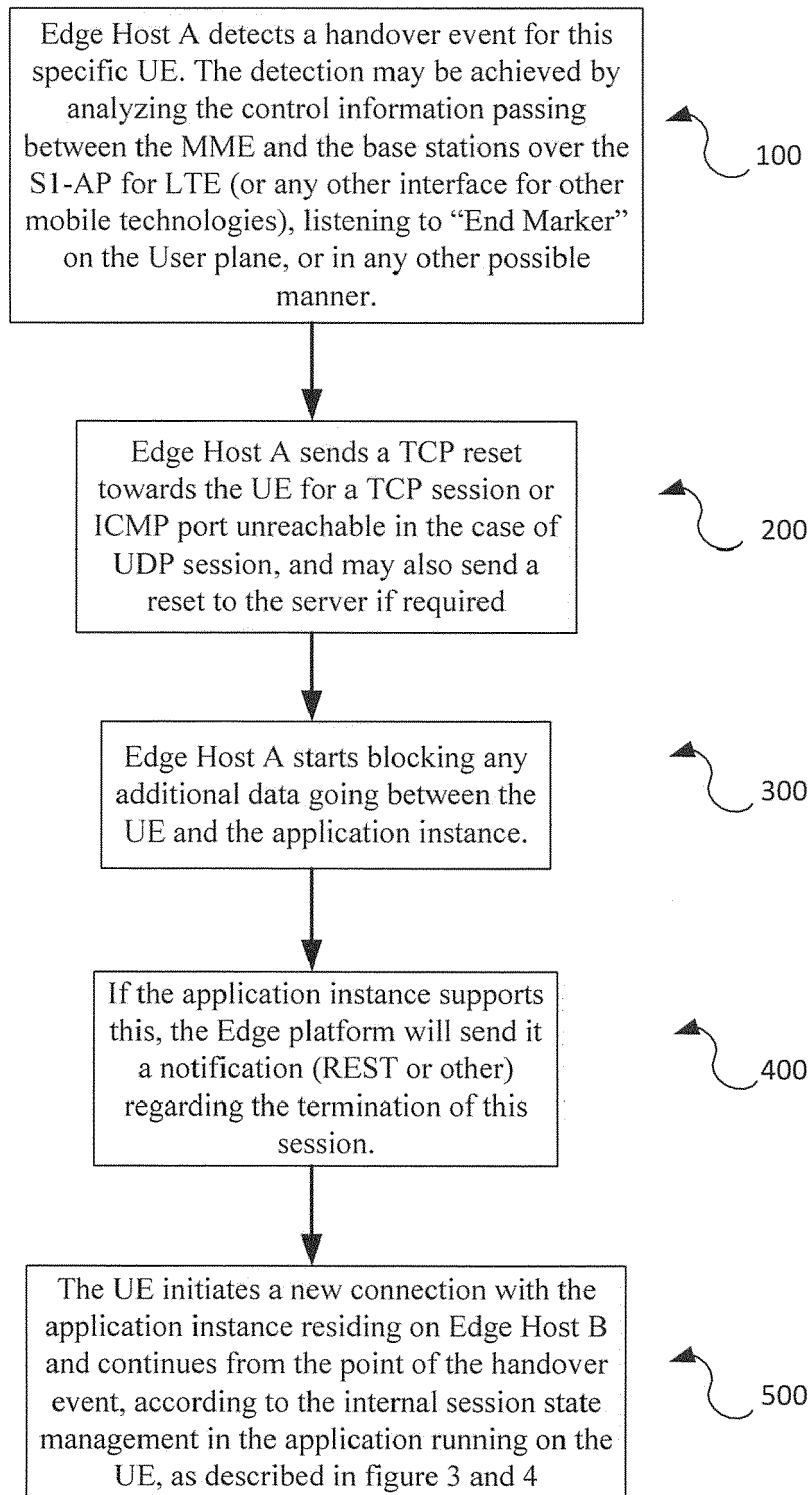 Edge Host A detects a handover event for this
specific UE. The detection may be achieved by
analyzing the control information passing
between the MME and the base stations over the
S1-AP for LTE (or any other interface for other
mobile technologies), listening to “End Marker”
on the User plane, or in any other possible
manner.
100
Edge Host A sends a TCP reset
towards the UE for a TCP session or
ICMP port unreachable in the case of
UDP session, and may also send a
reset to the server if required
200
Edge Host A starts blocking any
additional data going between the
UE and the application instance.
300
If the application instance supports
this, the Edge platform will send it
a notification (REST or other)
regarding the termination of this
session.
400
The UE initiates a new connection with the
application instance residing on Edge Host B
and continues from the point of the handover
event, according to the internal session state
management in the application running on the
UE, as described in figure 3 and 4
500